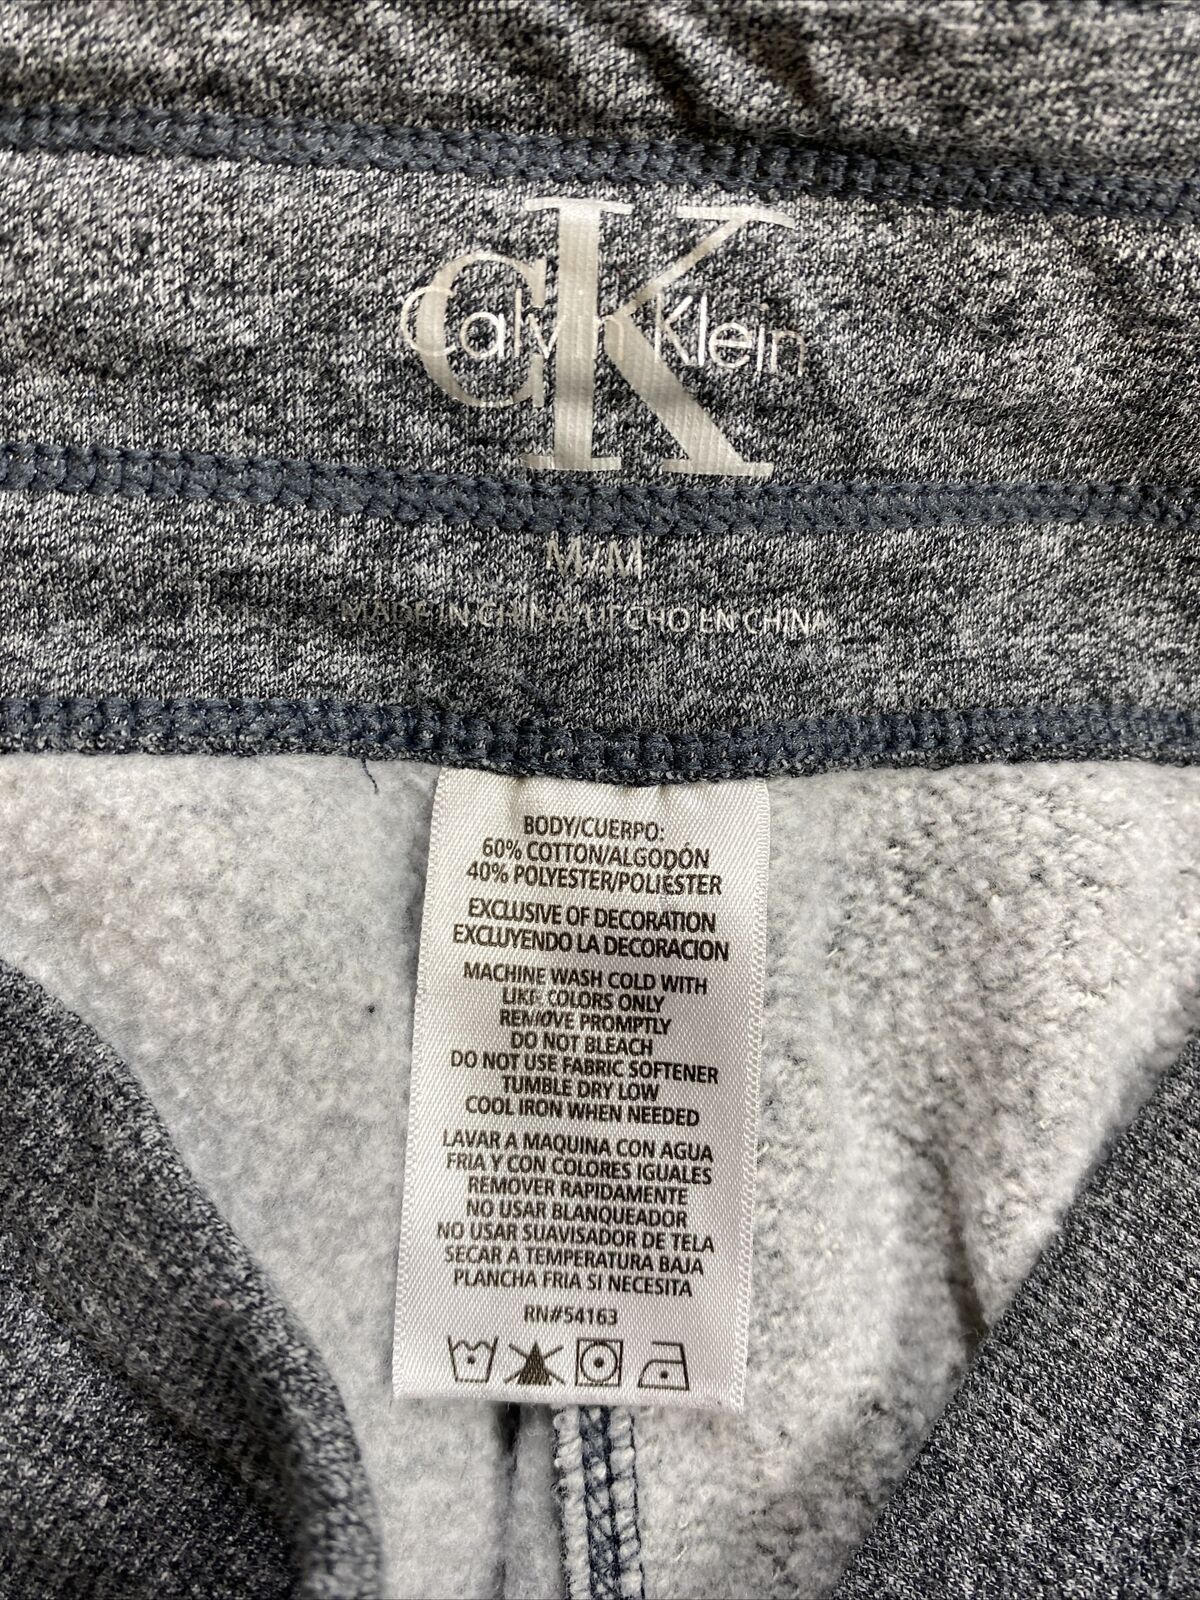 CK
Calvin Klein
M/M
MADE IN CHINA/HECHO EN CHINA
BODY/CUERPO:
60% COTTON/ALGODÓN
40% POLYESTER/POLIÉSTER
EXCLUSIVE OF DECORATION
EXCLUYENDO LA DECORACION
MACHINE WASH COLD WITH
LIKE COLORS ONLY
REMOVE PROMPTLY
DO NOT BLEACH
DO NOT USE FABRIC SOFTENER
TUMBLE DRY LOW
COOL IRON WHEN NEEDED
LAVAR A MAQUINA CON AGUA
FRIA Y CON COLORES IGUALES
REMOVER RAPIDAMENTE
NO USAR BLANQUEADOR
NO USAR SUAVISADOR DE TELA
SECAR A TEMPERATURA BAJA
PLANCHA FRIA SI NECESITA
RN#54163